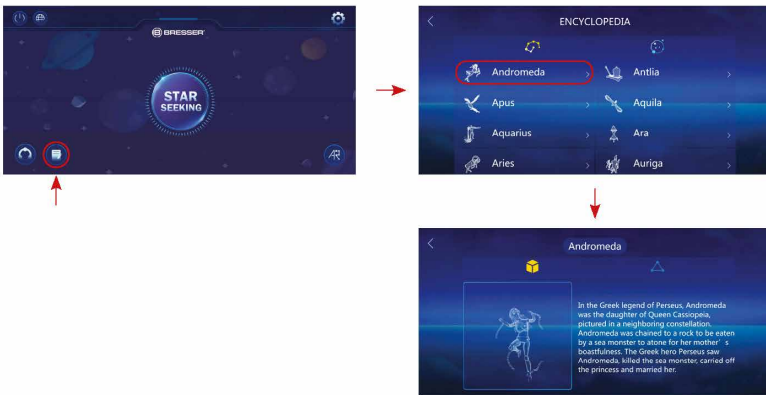 BRESSER
STAR
SEEKING
AR
ENCYCLOPEDIA
Andromeda
Antlia
Apus
Aquila
Aquarius
Ara
Aries
Auriga
Andromeda
In the Greek legend of Perseus, Andromeda
was the daughter of Queen Cassiopeia,
pictured in a neighboring constellation.
Andromeda was chained to a rock to be eaten
by a sea monster to atone for her mother' s
boastfulness. The Greek hero Perseus saw
Andromeda, killed the sea monster, carried off
the princess and married her.